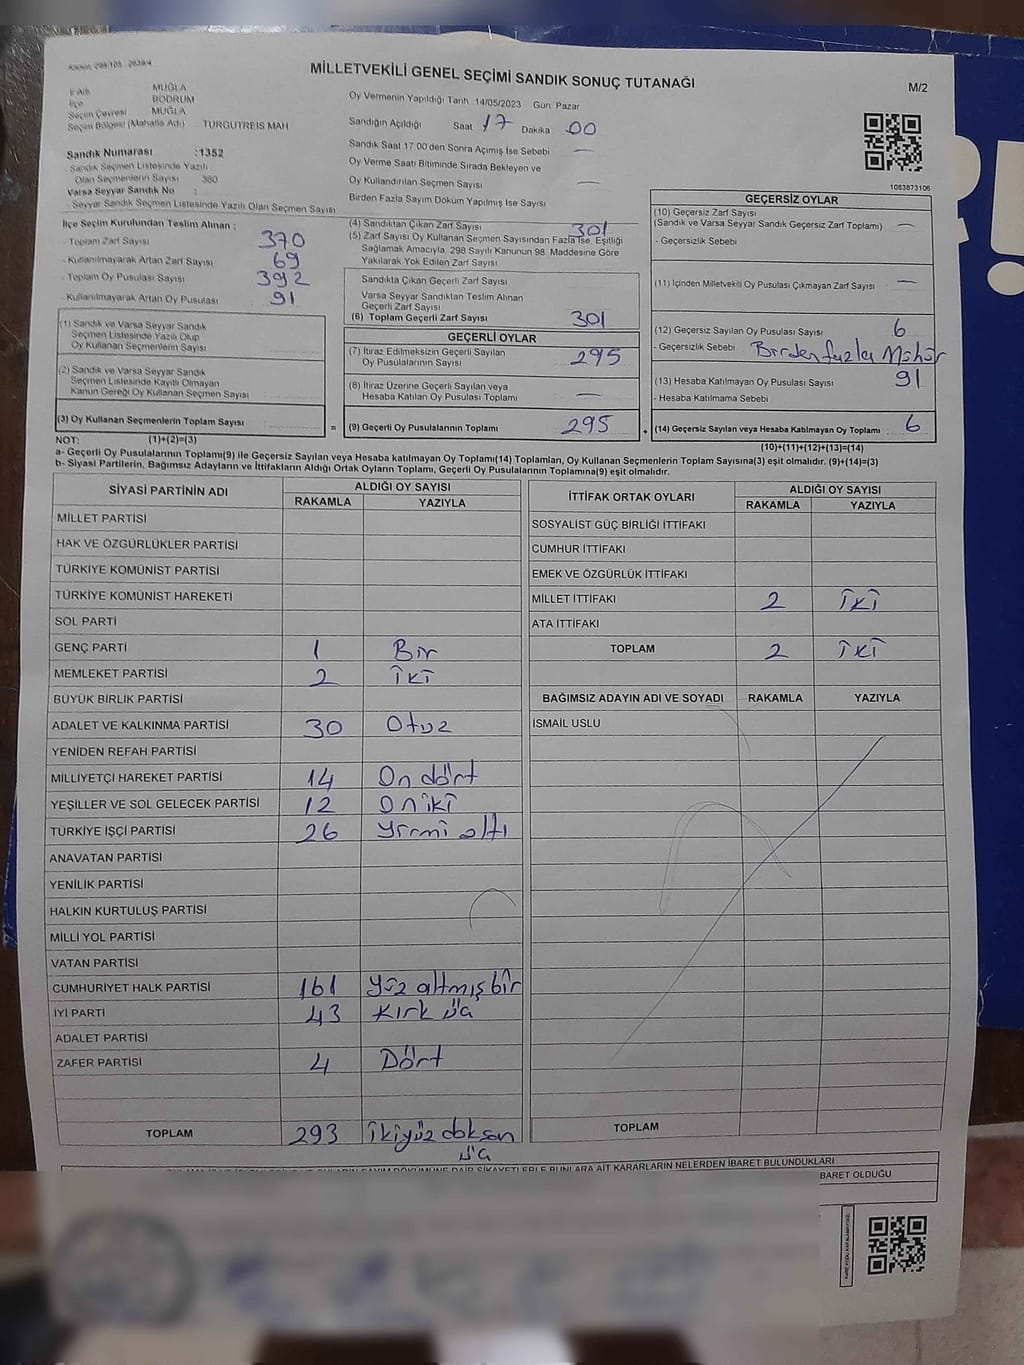 MİLLETVEKİLİ GENEL SEÇİMİ SANDIK SONUÇ TUTANAĞI
M/2
İl Adı MUĞLA
İlçe BODRUM
Seçim Çevresi MUĞLA
Seçim Bölgesi (Mahalle Adı) TURGUTREİS MAH
Sandık Numarası :1352
Sandık Seçmen Listesinde Yazılı
Olan Seçmenlerin Sayısı 360
Varsa Seyyar Sandık No :
Seyyar Sandık Seçmen Listesinde Yazılı Olan Seçmen Sayısı
Oy Vermenin Yapıldığı Tarih 14/05/2023 Gün: Pazar
Sandığın Açıldığı Saat 17 Dakika 00
Sandık Saat 17:00'den Sonra Açımış İse Sebebi —
Oy Verme Saati Bitiminde Sırada Bekleyen ve
Oy Kullandırılan Seçmen Sayısı —
Birden Fazla Sayım Döküm Yapılmış İse Sayısı
1083873106
İlçe Seçim Kurulundan Teslim Alınan :
- Toplam Zarf Sayısı 370
- Kullanılmayarak Artan Zarf Sayısı 69
- Toplam Oy Pusulası Sayısı 392
- Kullanılmayarak Artan Oy Pusulası 91
(1) Sandık ve Varsa Seyyar Sandık
Seçmen Listesinde Yazılı Olup
Oy Kullanan Seçmenlerin Sayısı
(2) Sandık ve Varsa Seyyar Sandık
Seçmen Listesinde Kayıtlı Olmayan
Kanun Gereği Oy Kullanan Seçmen Sayısı
(3) Oy Kullanan Seçmenlerin Toplam Sayısı =
(4) Sandıktan Çıkan Zarf Sayısı 301
(5) Zarf Sayısı Oy Kullanan Seçmen Sayısından Fazla İse, Eşitliği
Sağlamak Amacıyla, 298 Sayılı Kanunun 98. Maddesine Göre
Yakılarak Yok Edilen Zarf Sayısı
Sandıkta Çıkan Geçerli Zarf Sayısı
Varsa Seyyar Sandıktan Teslim Alınan
Geçerli Zarf Sayısı
(6) Toplam Geçerli Zarf Sayısı 301
GEÇERLİ OYLAR
(7) İtiraz Edilmeksizin Geçerli Sayılan
Oy Pusulalarının Sayısı 295
(8) İtiraz Üzerine Geçerli Sayılan veya
Hesaba Katılan Oy Pusulası Toplamı —
(9) Geçerli Oy Pusulalarının Toplamı 295 +
GEÇERSİZ OYLAR
(10) Geçersiz Zarf Sayısı
(Sandık ve Varsa Seyyar Sandık Geçersiz Zarf Toplamı) —
- Geçersizlik Sebebi
(11) İçinden Milletvekili Oy Pusulası Çıkmayan Zarf Sayısı —
(12) Geçersiz Sayılan Oy Pusulası Sayısı 6
- Geçersizlik Sebebi Birden fazla Mühür
(13) Hesaba Katılmayan Oy Pusulası Sayısı 91
- Hesaba Katılmama Sebebi
(14) Geçersiz Sayılan veya Hesaba Katılmayan Oy Toplamı : 6
NOT: (1)+(2)=(3) (10)+(11)+(12)+(13)=(14)
a- Geçerli Oy Pusulalarının Toplamı(9) ile Geçersiz Sayılan veya Hesaba Katılmayan Oy Toplamı(14) Toplamları, Oy Kullanan Seçmenlerin Toplam Sayısına(3) eşit olmalıdır. (9)+(14)=(3)
b- Siyasi Partilerin, Bağımsız Adayların ve İttifakların Aldığı Ortak Oyların Toplamı, Geçerli Oy Pusulalarının Toplamına(9) eşit olmalıdır.
SİYASİ PARTİNİN ADI ALDIĞI OY SAYISI
RAKAMLA YAZIYLA
MİLLET PARTİSİ
HAK VE ÖZGÜRLÜKLER PARTİSİ
TÜRKİYE KOMÜNİST PARTİSİ
TÜRKİYE KOMÜNİST HAREKETİ
SOL PARTİ
GENÇ PARTİ 1 Bir
MEMLEKET PARTİSİ 2 İki
BÜYÜK BİRLİK PARTİSİ
ADALET VE KALKINMA PARTİSİ 30 Otuz
YENİDEN REFAH PARTİSİ
MİLLİYETÇİ HAREKET PARTİSİ 14 On dört
YEŞİLLER VE SOL GELECEK PARTİSİ 12 On iki
TÜRKİYE İŞÇİ PARTİSİ 26 Yirmi altı
ANAVATAN PARTİSİ
YENİLİK PARTİSİ
HALKIN KURTULUŞ PARTİSİ
MİLLİ YOL PARTİSİ
VATAN PARTİSİ
CUMHURİYET HALK PARTİSİ 161 Yüz altmış bir
İYİ PARTİ 43 Kırk üç
ADALET PARTİSİ
ZAFER PARTİSİ 4 Dört
TOPLAM 293 İkiyüz doksan
üç
İTTİFAK ORTAK OYLARI ALDIĞI OY SAYISI
RAKAMLA YAZIYLA
SOSYALİST GÜÇ BİRLİĞİ İTTİFAKI
CUMHUR İTTİFAKI
EMEK VE ÖZGÜRLÜK İTTİFAKI
MİLLET İTTİFAKI 2 İki
ATA İTTİFAKI
TOPLAM 2 İki
BAĞIMSIZ ADAYIN ADI VE SOYADI RAKAMLA YAZIYLA
İSMAİL USLU
TOPLAM
KARARLARIN NELERDEN İBARET BULUNDUKLARI
BARET OLDUĞU